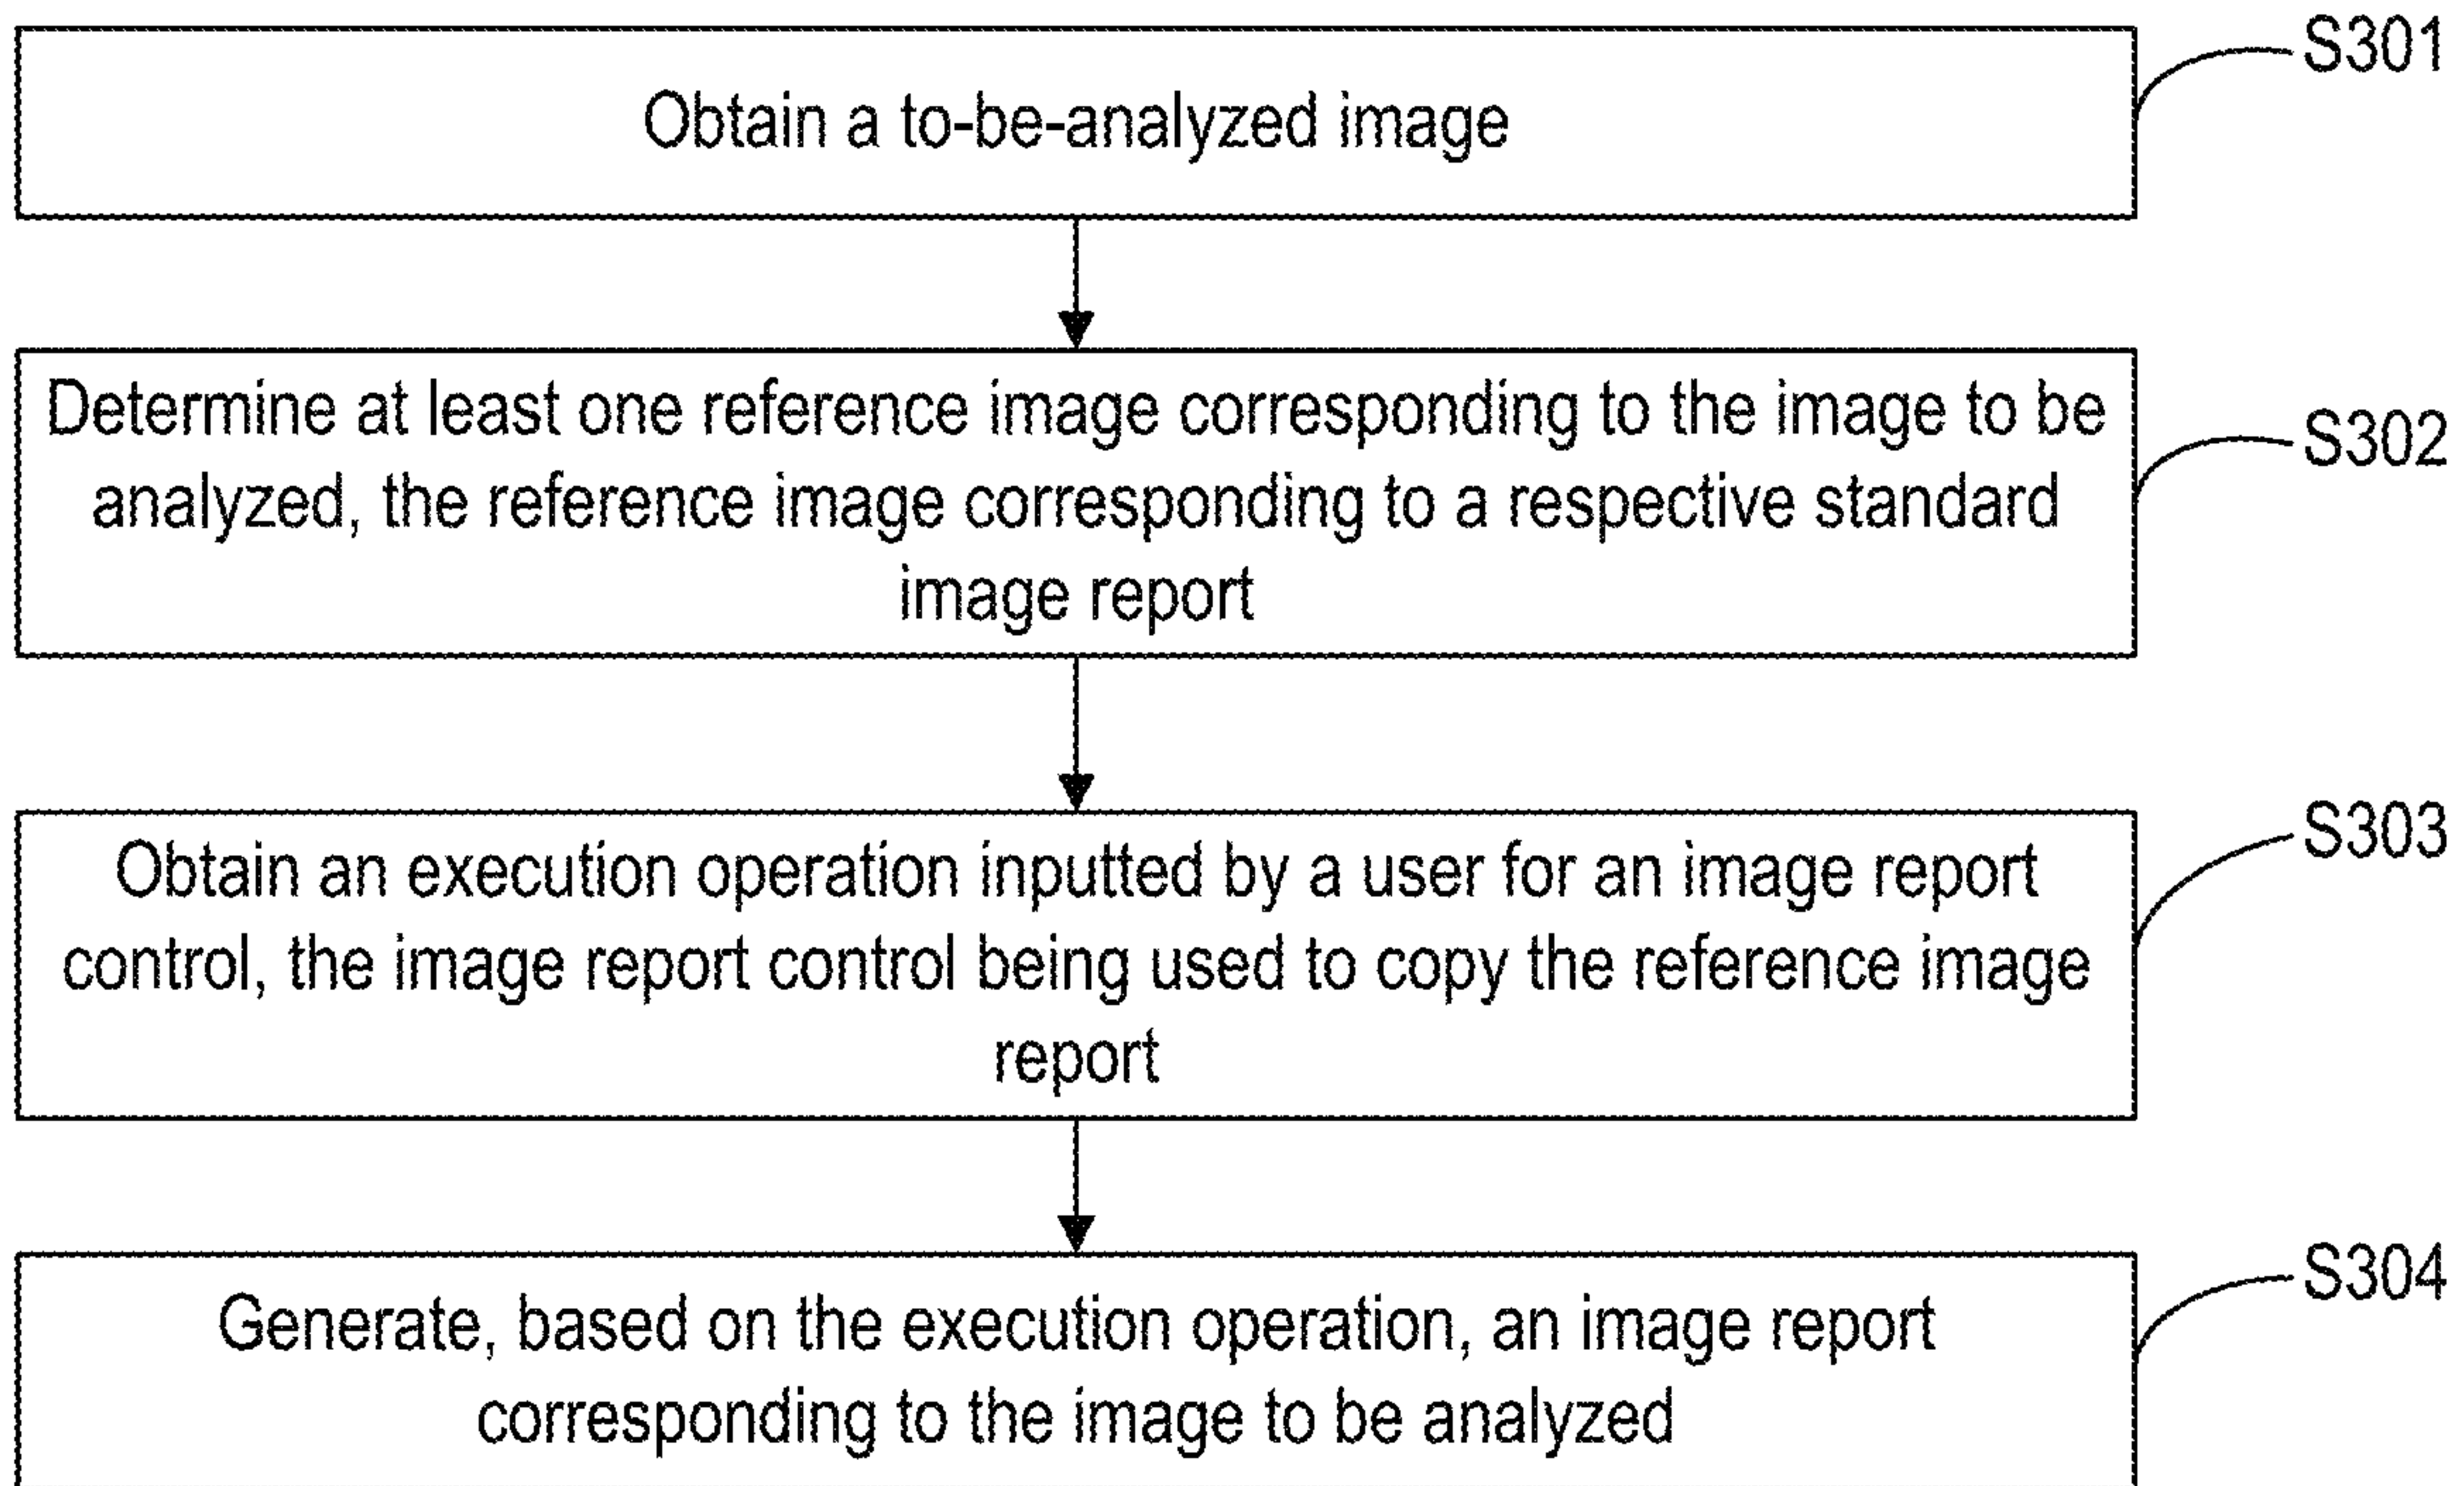 S301
Obtain a to-be-analyzed image
Determine at least one reference image corresponding to the image to be
analyzed, the reference image corresponding to a respective standard
image report
S302
Obtain an execution operation inputted by a user for an image report
control, the image report control being used to copy the reference image
report
S303
Generate, based on the execution operation, an image report
corresponding to the image to be analyzed
S304